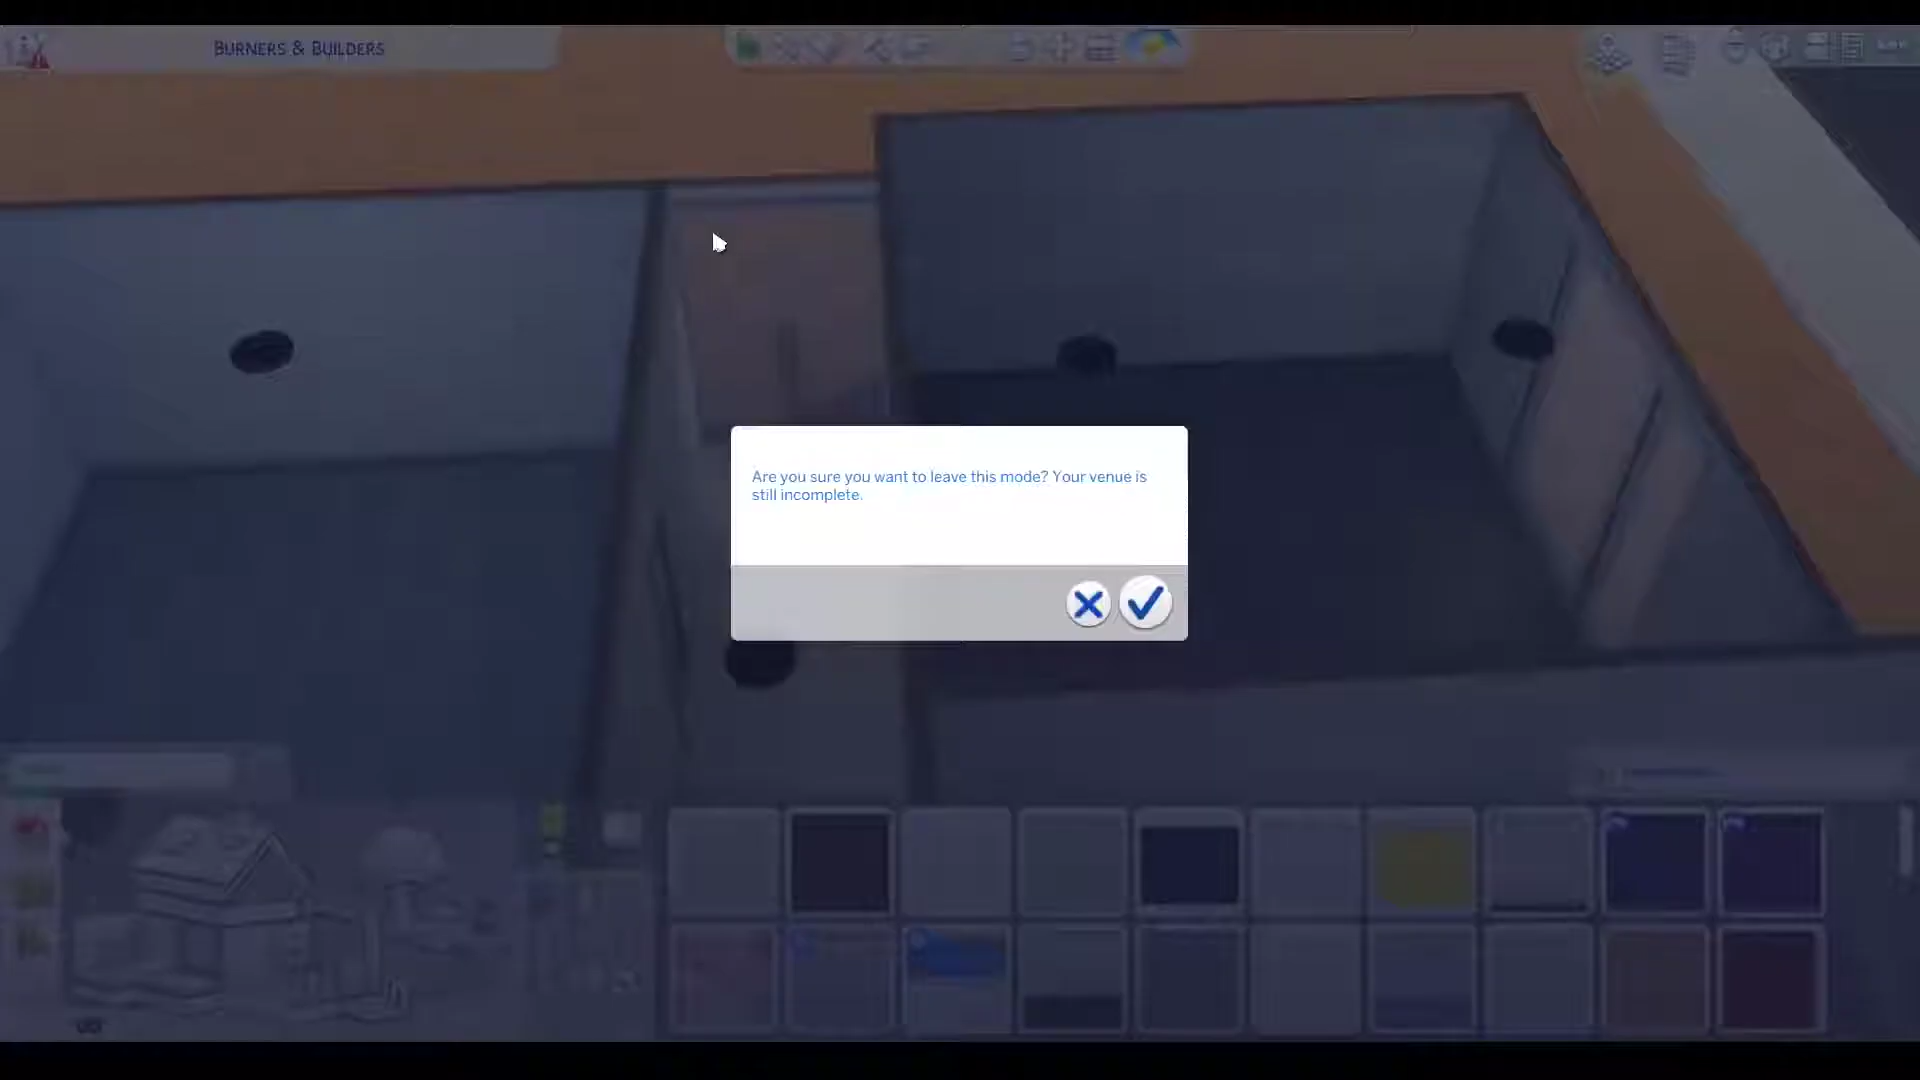 BURNERS & BUILDERS
Are you sure you want to leave this mode? Your venue is
still incomplete.